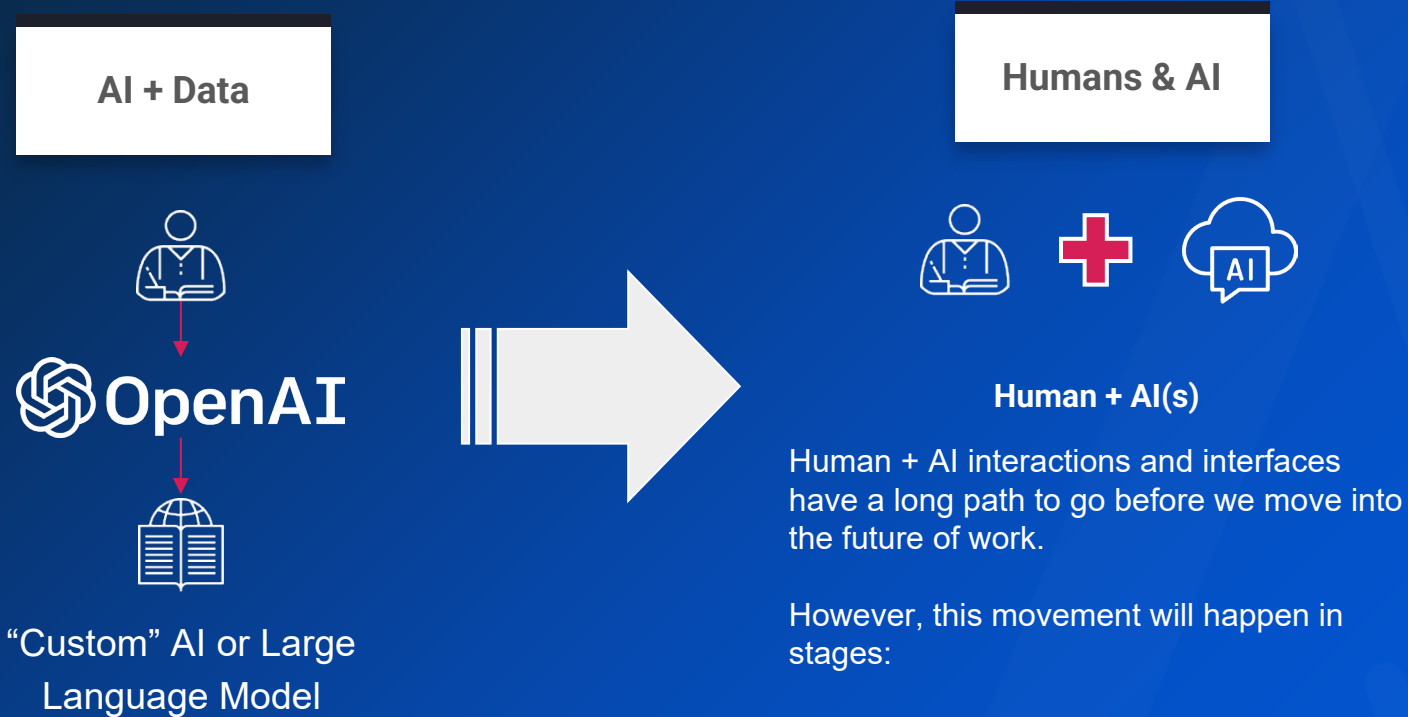 AI + Data
OpenAI
“Custom” AI or Large
Language Model
Humans & AI
AI
Human + AI(s)
Human + AI interactions and interfaces
have a long path to go before we move into
the future of work.
However, this movement will happen in
stages: